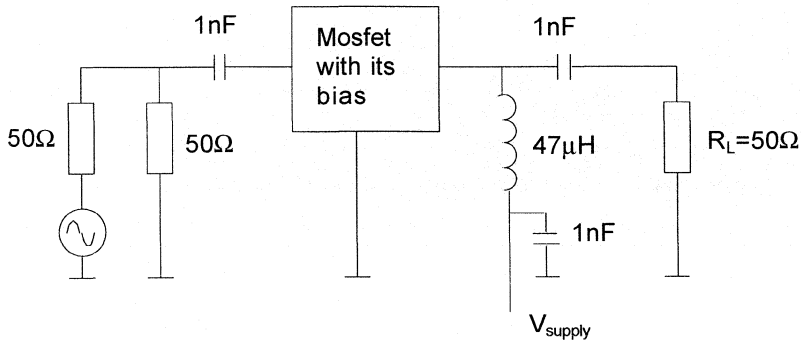 1nF
Mosfet
with its
bias
1nF
50Ω
50Ω
47µH
R_L=50Ω
1nF
V_supply